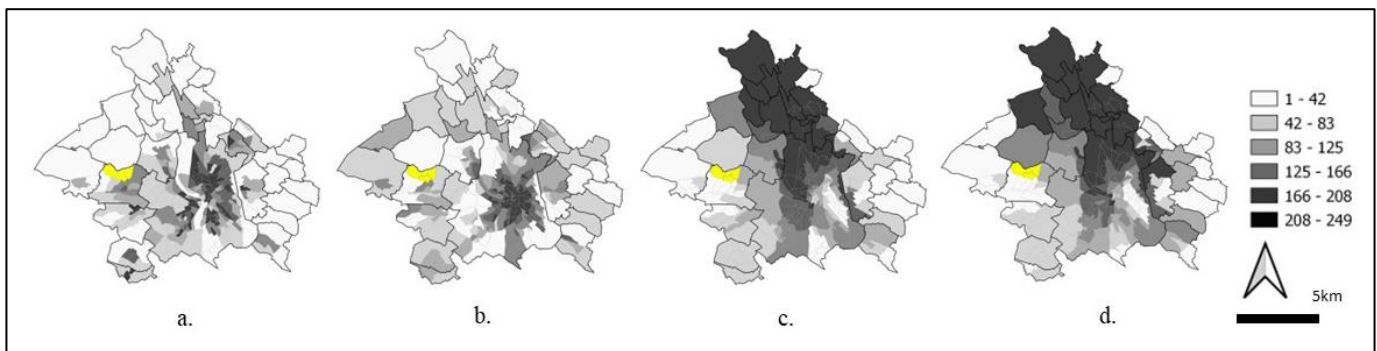 1 - 42
42 - 83
83 - 125
125 - 166
166 - 208
208 - 249
5km
a.
b.
c.
d.